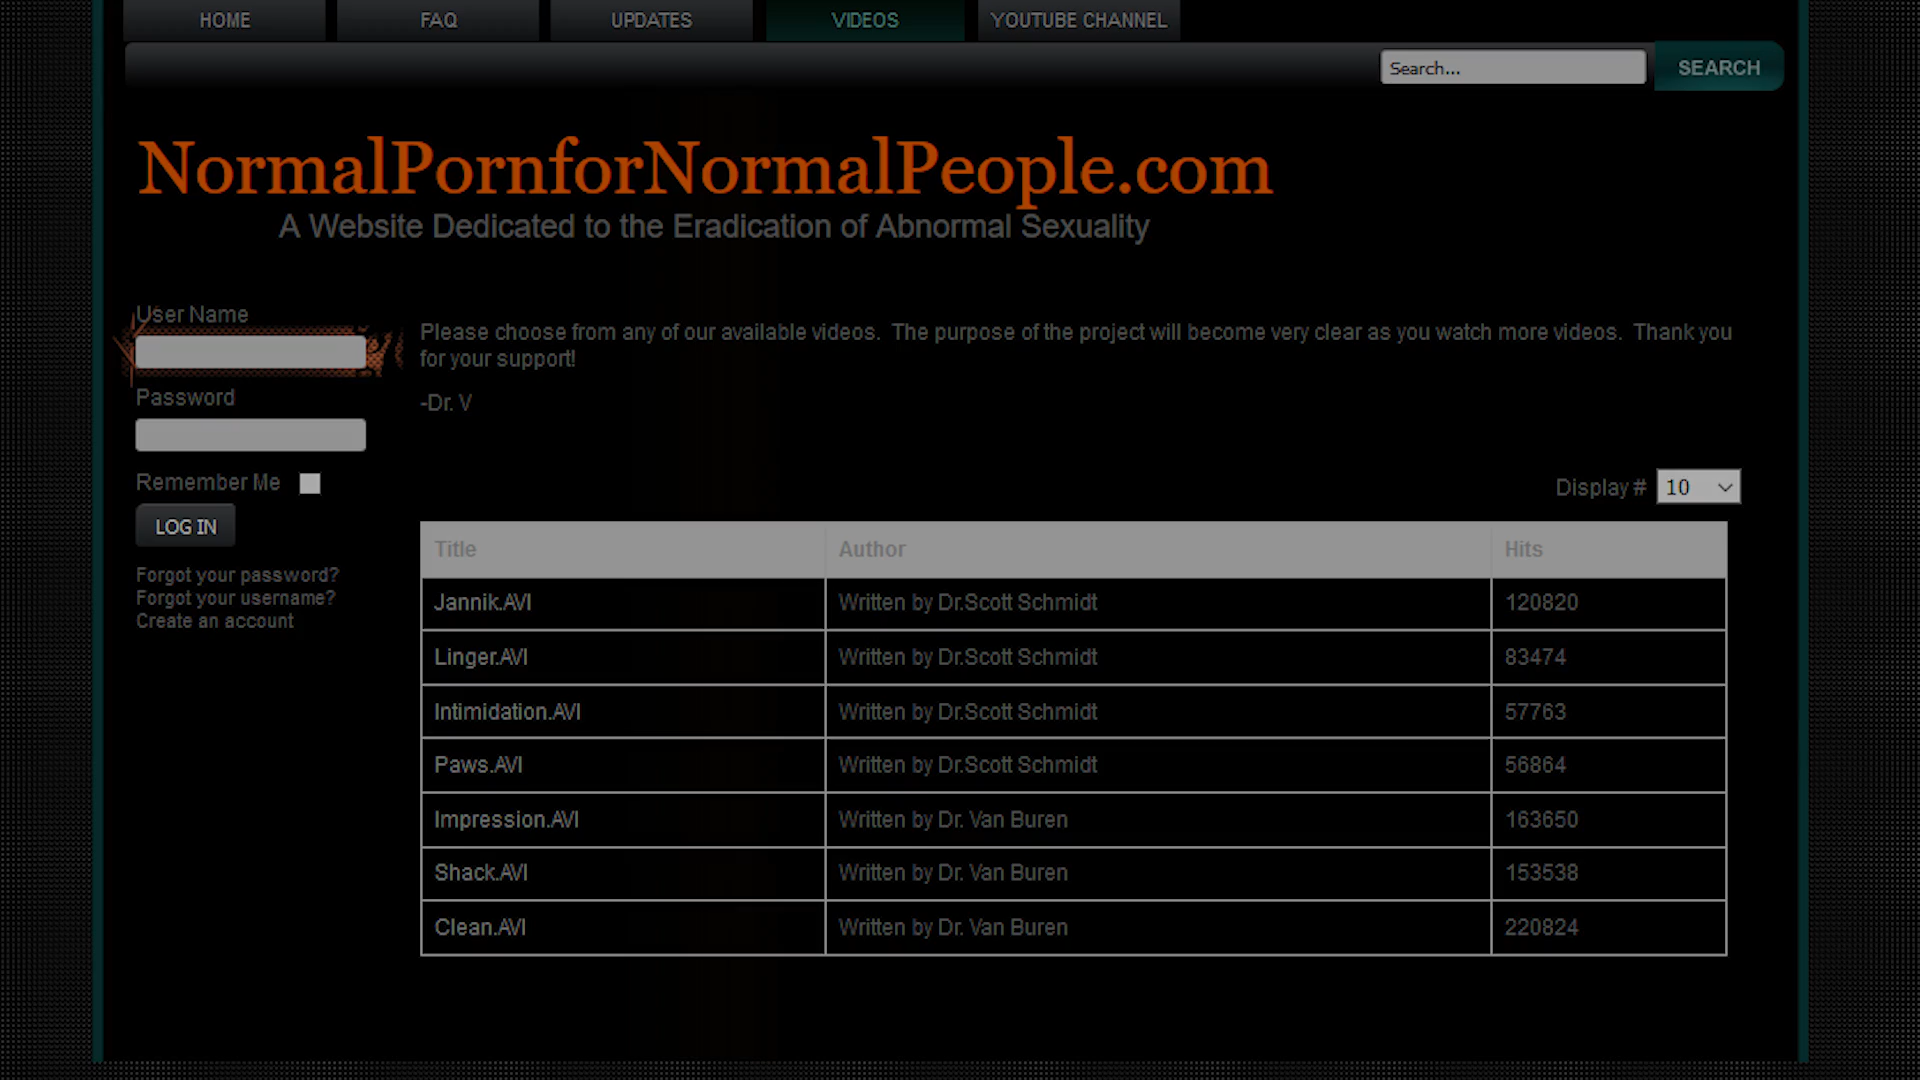 HOME FAQ UPDATES VIDEOS YOUTUBE CHANNEL
Search... SEARCH
NormalPornforNormalPeople.com
A Website Dedicated to the Eradication of Abnormal Sexuality
User Name
Password
Remember Me
LOG IN
Forgot your password?
Forgot your username?
Create an account
Please choose from any of our available videos. The purpose of the project will become very clear as you watch more videos. Thank you
for your support!
-Dr. V
Display # 10
Title Author Hits
Jannik.AVI Written by Dr.Scott Schmidt 120820
Linger.AVI Written by Dr.Scott Schmidt 83474
Intimidation.AVI Written by Dr.Scott Schmidt 57763
Paws.AVI Written by Dr.Scott Schmidt 56864
Impression.AVI Written by Dr. Van Buren 163650
Shack.AVI Written by Dr. Van Buren 153538
Clean.AVI Written by Dr. Van Buren 220824